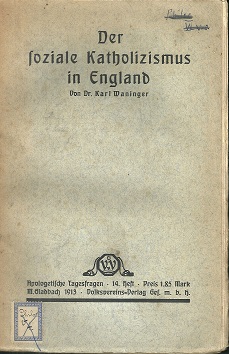 Der
soziale Katholizismus
in England
Von Dr. Karl Waninger
V.V
Apologetische Tagesfragen · 14. Heft · Preis 1.85 Mark
M.Gladbach 1913 · Volksvereins-Verlag Ges. m. b. H.